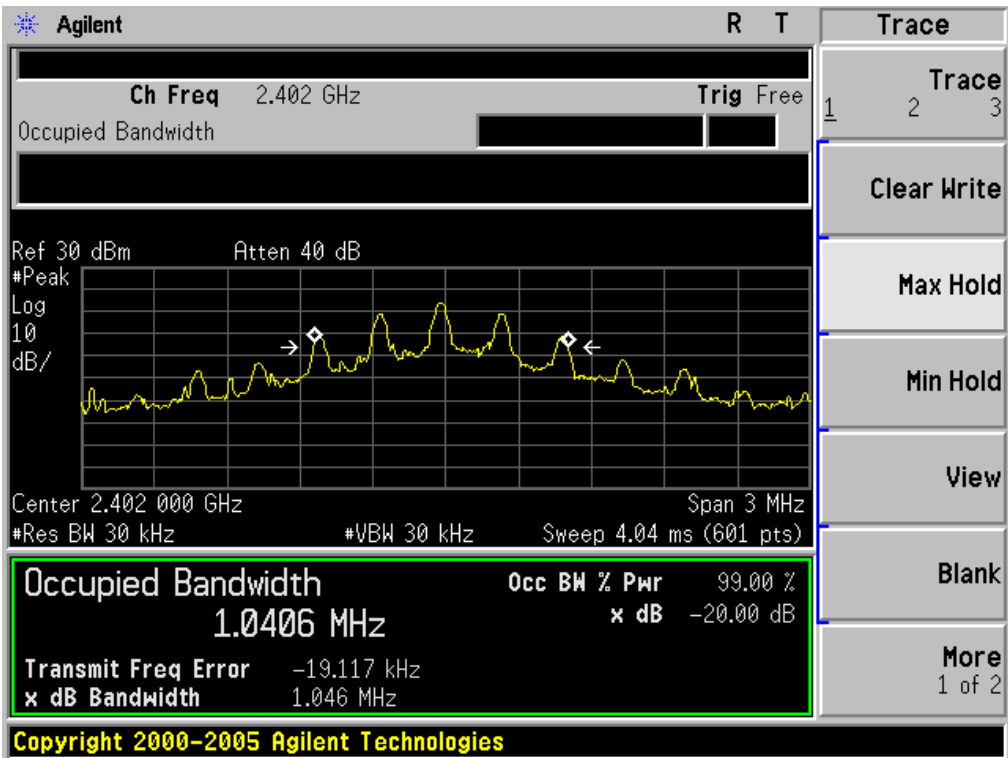 Agilent R T
Trace
Ch Freq 2.402 GHz Trig Free
Occupied Bandwidth
Trace
1 2 3
Clear Write
Max Hold
Min Hold
View
Blank
More
1 of 2
Ref 30 dBm Atten 40 dB
#Peak
Log
10
dB/
Center 2.402 000 GHz Span 3 MHz
#Res BW 30 kHz #VBW 30 kHz Sweep 4.04 ms (601 pts)
Occupied Bandwidth Occ BW % Pwr 99.00 %
1.0406 MHz x dB -20.00 dB
Transmit Freq Error -19.117 kHz
x dB Bandwidth 1.046 MHz
Copyright 2000-2005 Agilent Technologies